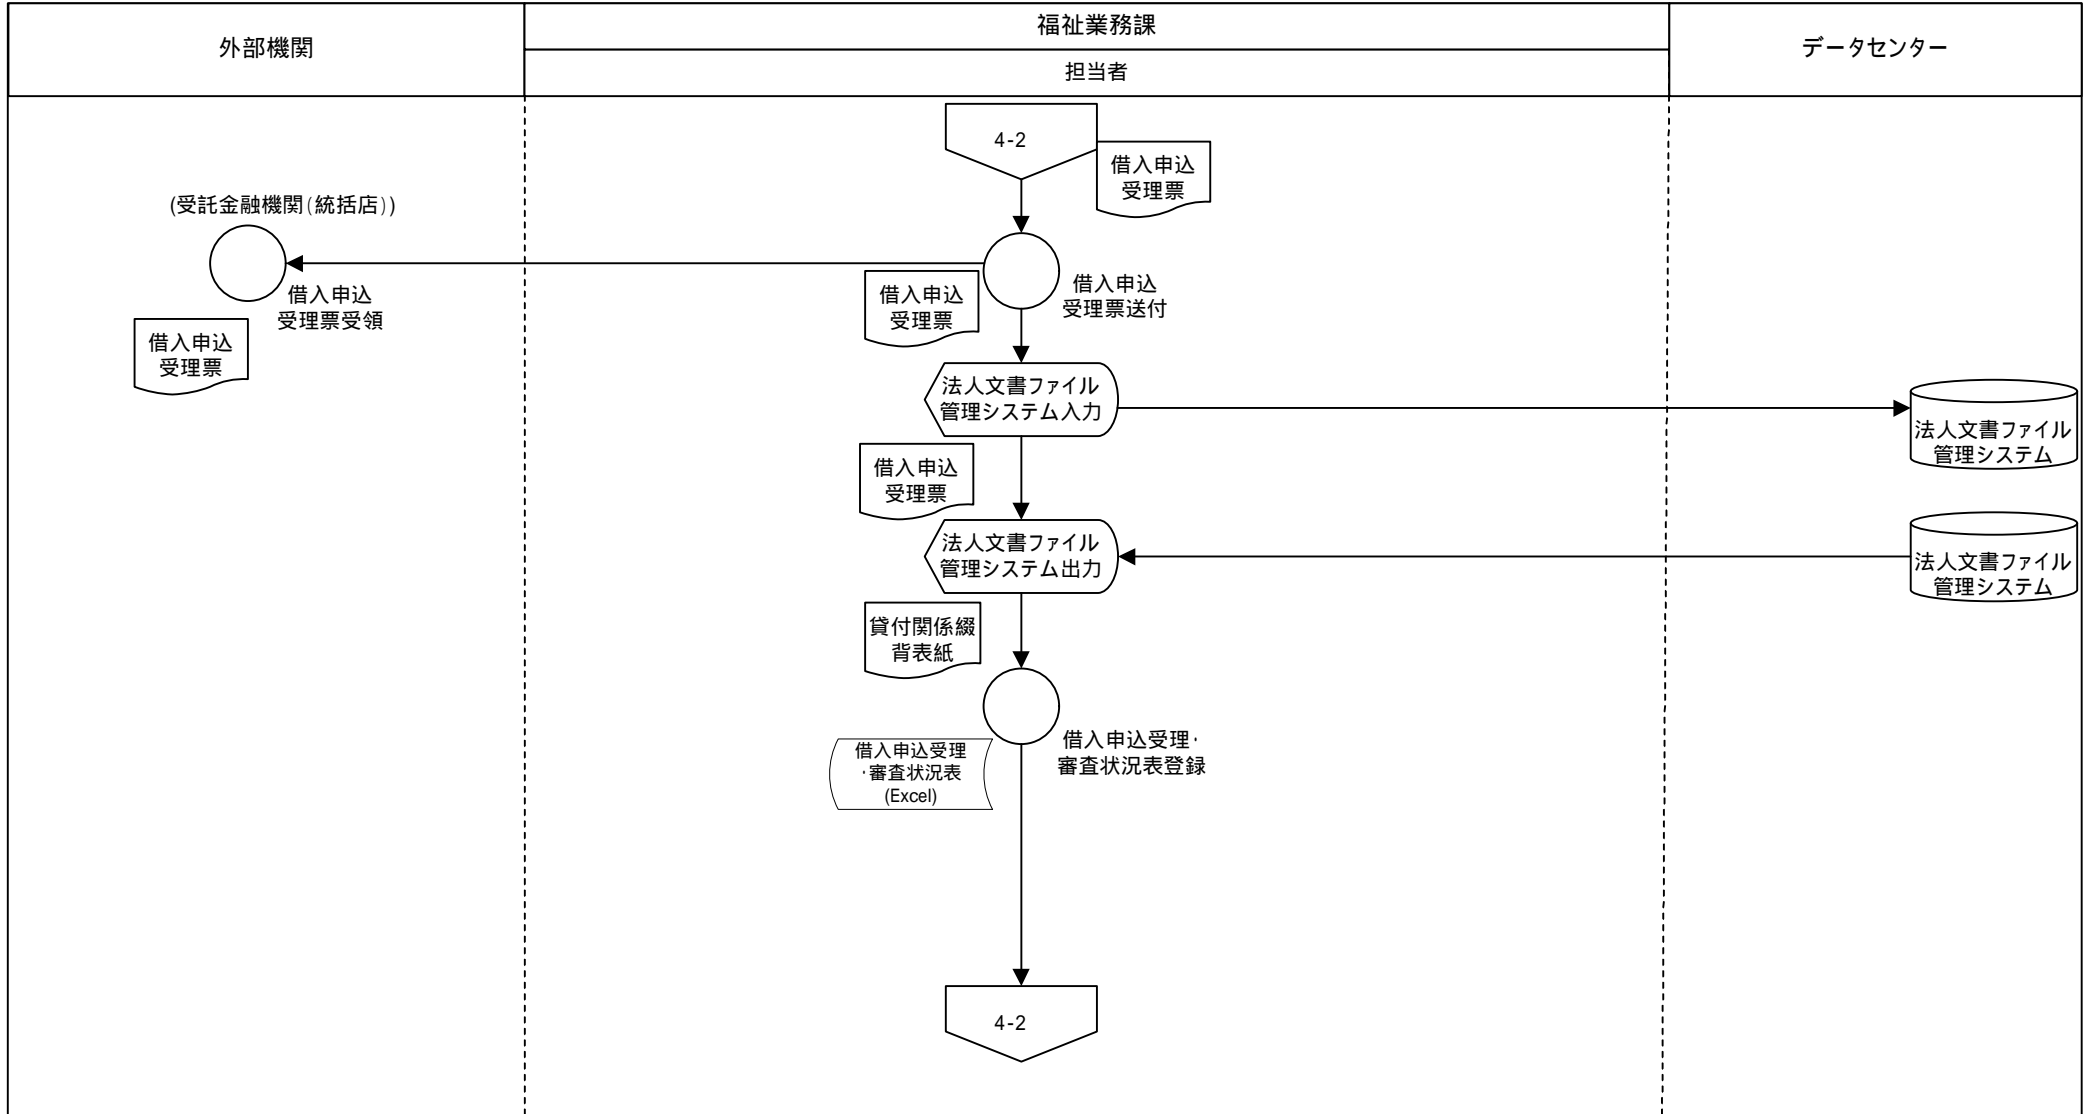 外部機関
福祉業務課
担当者
データセンター
4-2
借入申込
受理票
(受託金融機関(統括店))
借入申込
受理票受領
借入申込
受理票
借入申込
受理票送付
借入申込
受理票
法人文書ファイル
管理システム入力
法人文書ファイル
管理システム
借入申込
受理票
法人文書ファイル
管理システム出力
法人文書ファイル
管理システム
貸付関係綴
背表紙
借入申込受理・
審査状況表登録
借入申込受理
・審査状況表
(Excel)
4-2